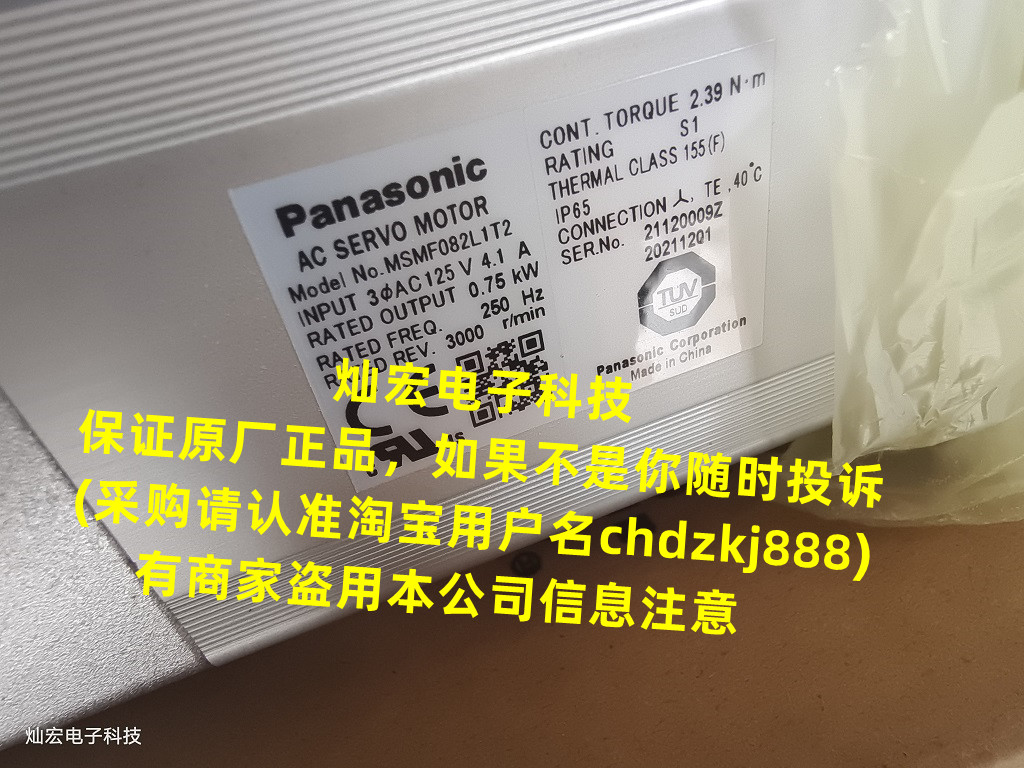 Panasonic
AC SERVO MOTOR
Model No. MSMF082L1T2
INPUT 3φAC 125 V 4.1 A
RATED OUTPUT 0.75 kW
RATED FREQ. 250 Hz
RATED REV. 3000 r/min
CONT. TORQUE 2.39 N·m
RATING S1
THERMAL CLASS 155(F)
IP65
CONNECTION 人, TE, 40°C
SER.No. 21120009Z
20211201
TUV
SUD
Panasonic Corporation
Made in China
灿宏电子科技
保证原厂正品，如果不是你随时投诉
(采购请认准淘宝用户名chdzkj888)
有商家盗用本公司信息注意
灿宏电子科技